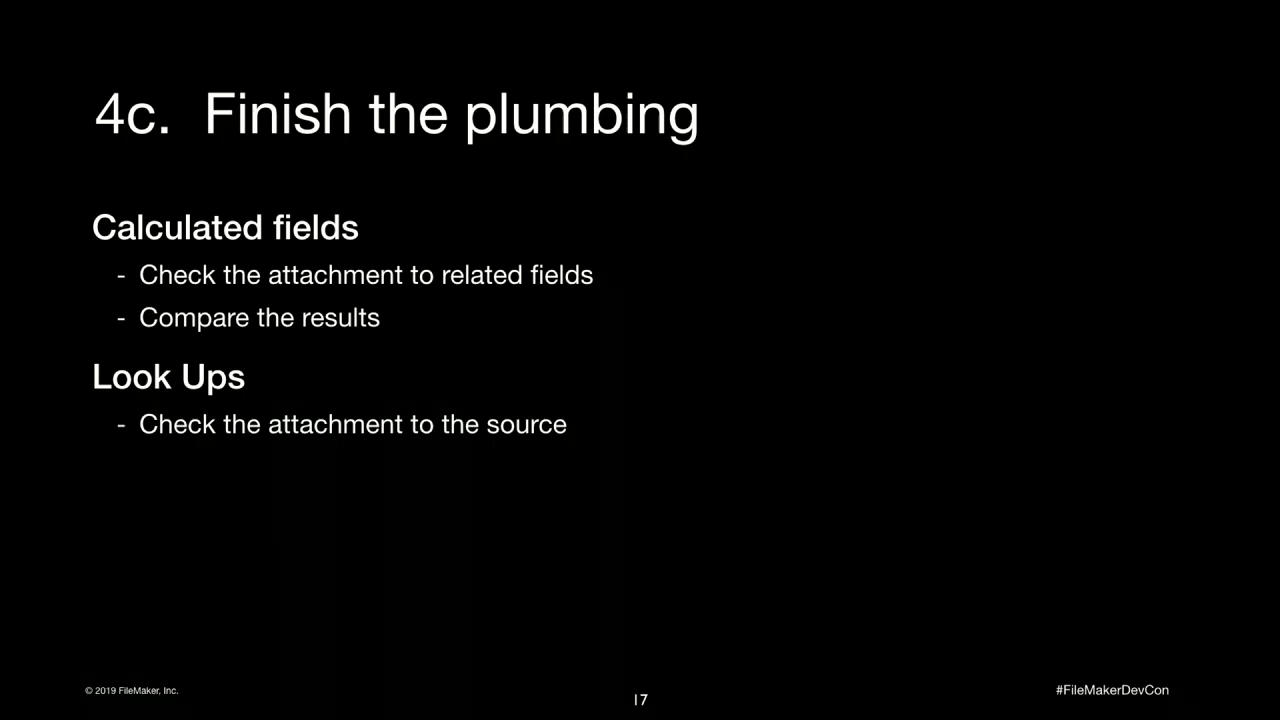 4c. Finish the plumbing
Calculated fields
- Check the attachment to related fields
- Compare the results
Look Ups
- Check the attachment to the source
© 2019 FileMaker, Inc.
17
#FileMakerDevCon